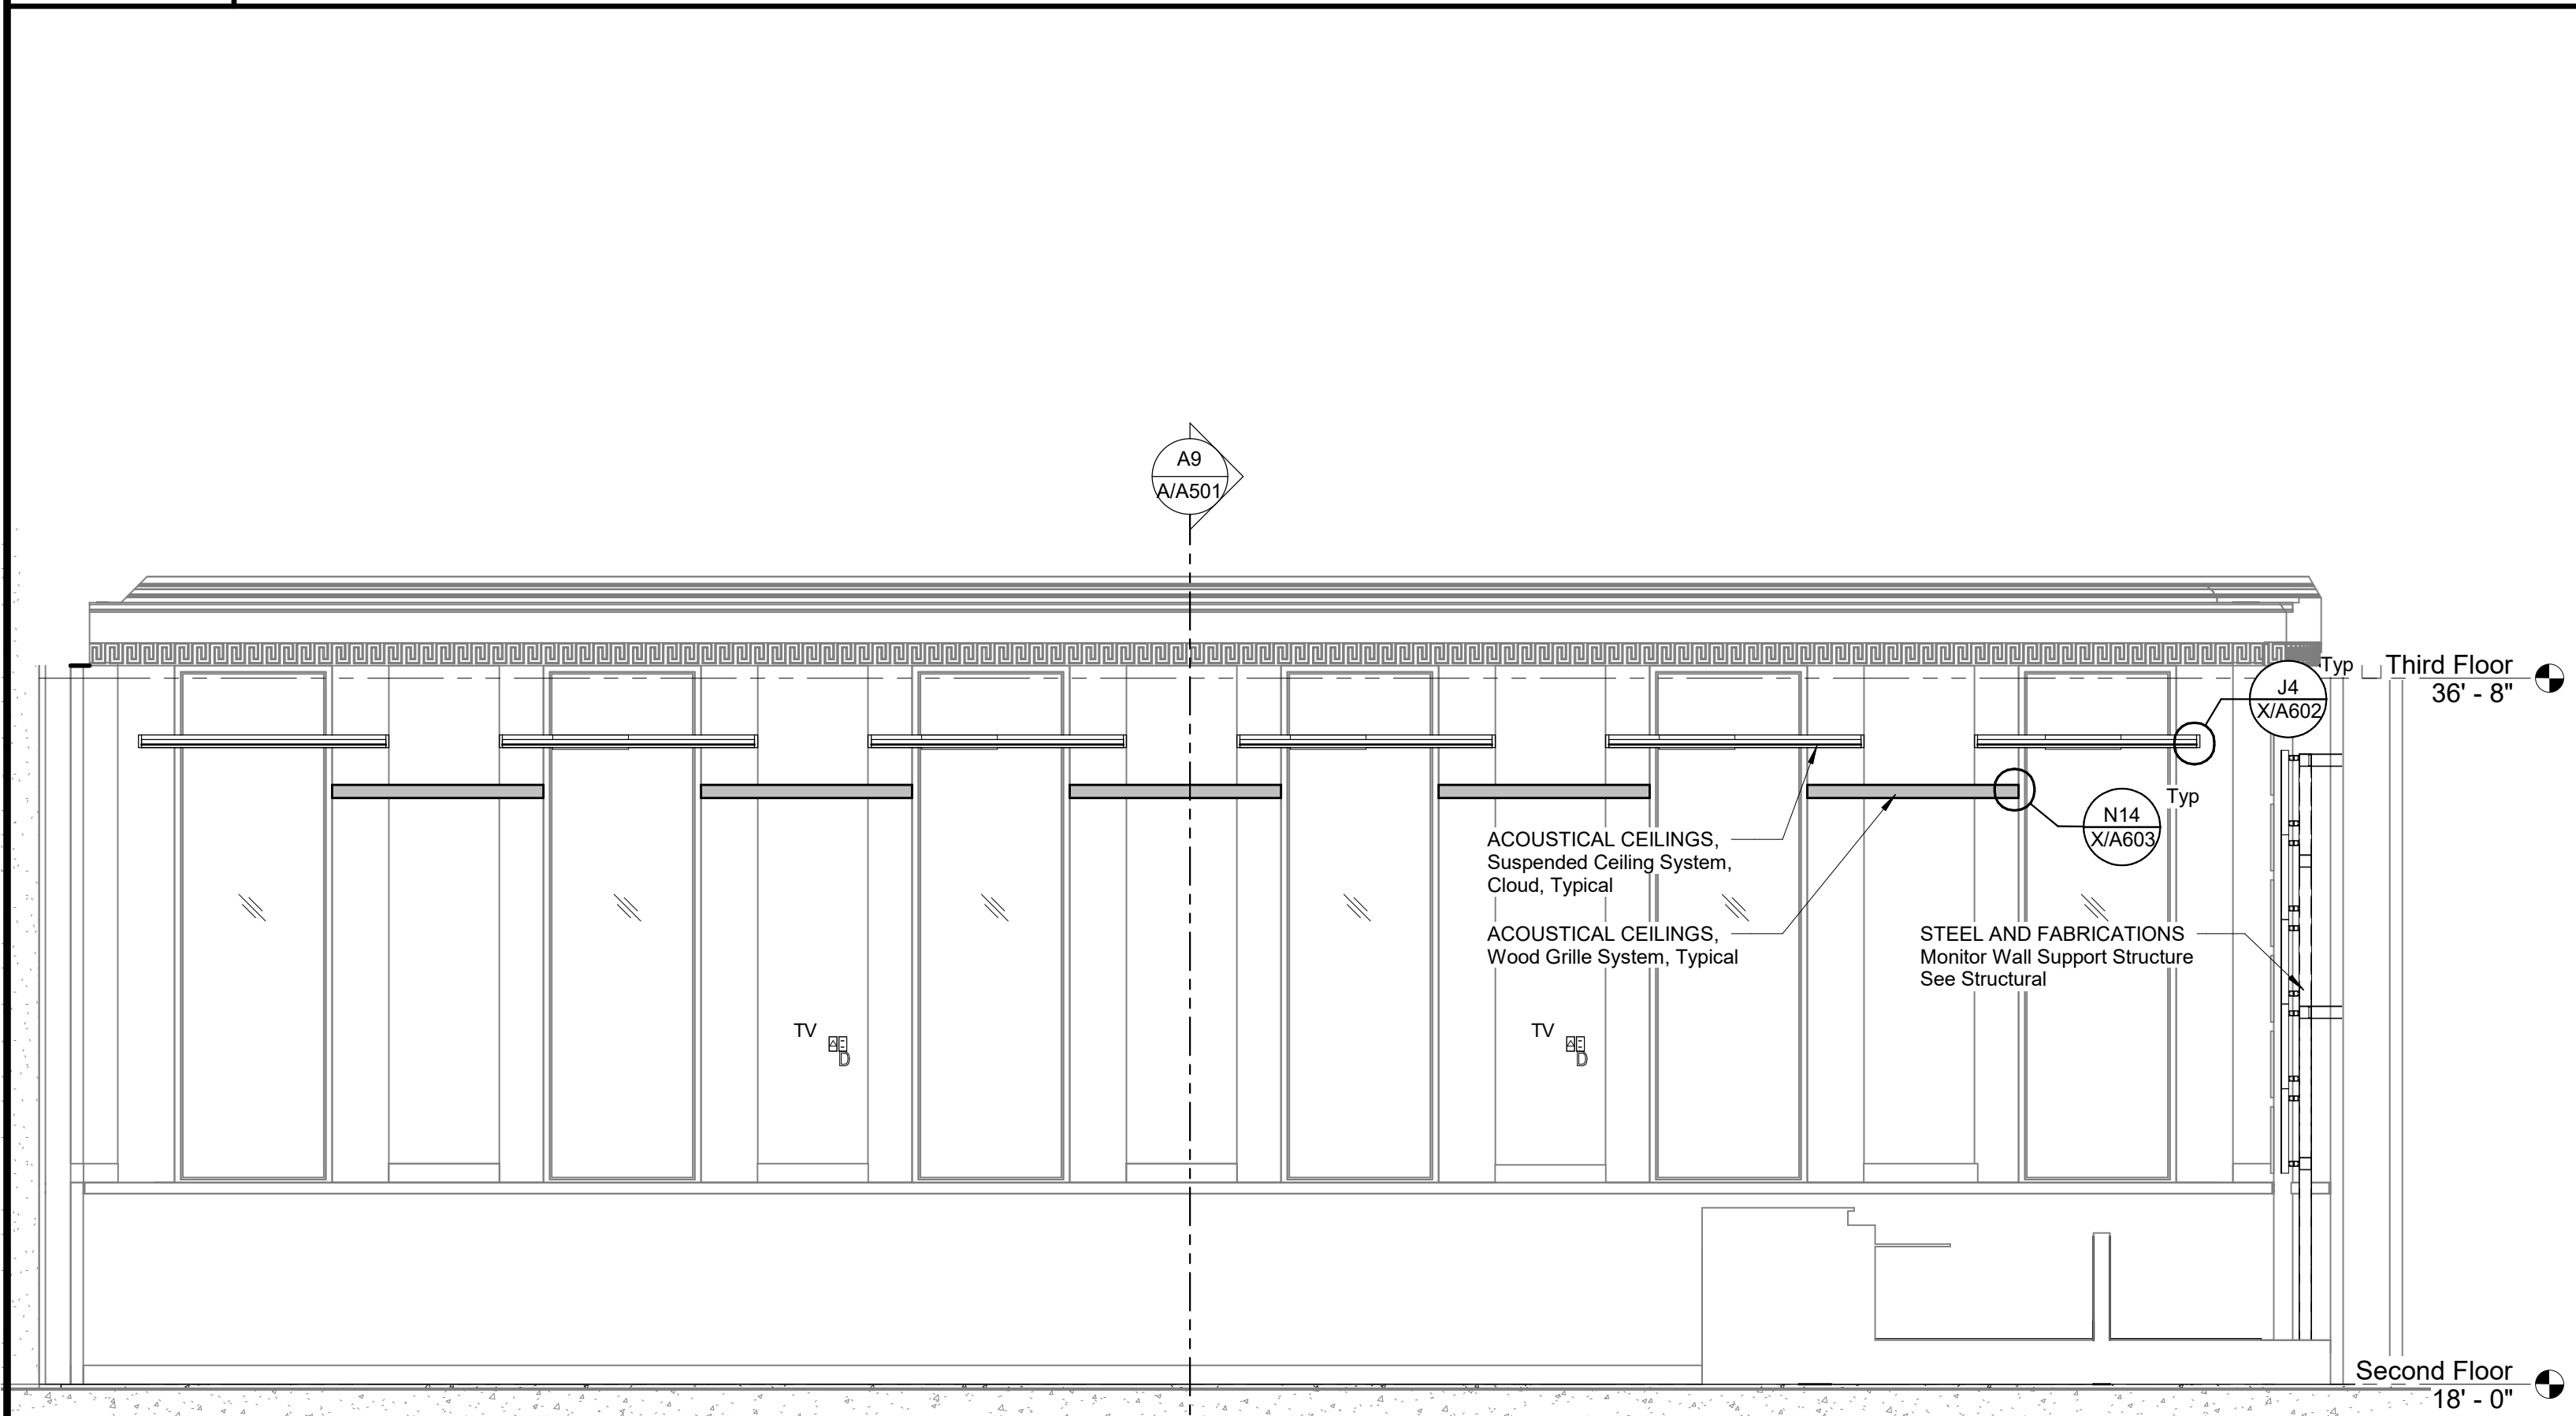 A9
A/A501
Typ
Third Floor
36' - 8"
J4
X/A602
Typ
N14
X/A603
ACOUSTICAL CEILINGS,
Suspended Ceiling System,
Cloud, Typical
ACOUSTICAL CEILINGS,
Wood Grille System, Typical
STEEL AND FABRICATIONS
Monitor Wall Support Structure
See Structural
TV
D
TV
D
Second Floor
18' - 0"